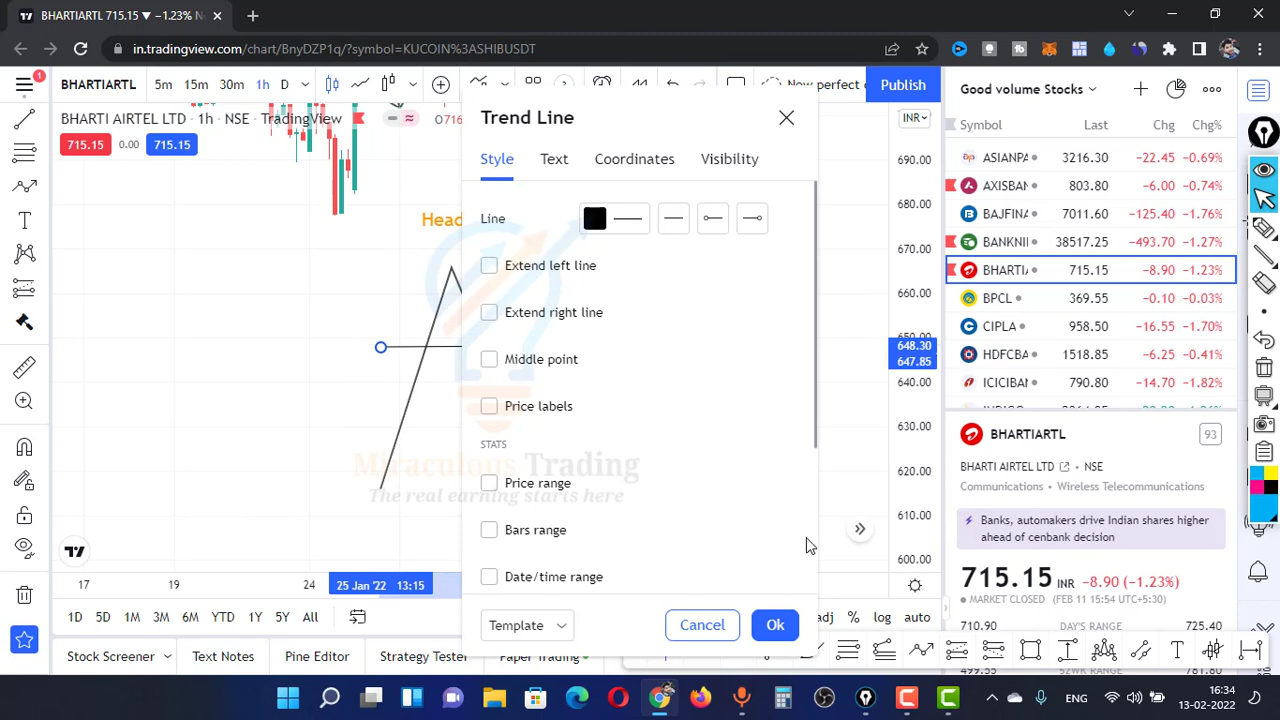 BHARTIARTL 715.15 ▼ −1.23% N
in.tradingview.com/chart/BnyDZP1q/?symbol=KUCOIN%3ASHIBUSDT
1
BHARTIARTL 5m 15m 30m 1h D
Now perfect c
Publish
BHARTI AIRTEL LTD • 1h • NSE • TradingView
O716
INR
715.15 0.00 715.15
690.00
680.00
670.00
660.00
650.00
648.30
647.85
640.00
630.00
620.00
610.00
600.00
Head
Trend Line
Style Text Coordinates Visibility
Line
Extend left line
Extend right line
Middle point
Price labels
STATS
Price range
Bars range
Date/time range
Template
Cancel
Ok
Miraculous Trading
The real earning starts here
17 19 24 25 Jan '22 13:15
1D 5D 1M 3M 6M YTD 1Y 5Y All
adj % log auto
Stock Screener Text Notes Pine Editor Strategy Tester Paper Trading
Good volume Stocks
Symbol Last Chg Chg%
ASIANPA 3216.30 −22.45 −0.69%
AXISBAN 803.80 −6.00 −0.74%
BAJFINA 7011.60 −125.40 −1.76%
BANKNI 38517.25 −493.70 −1.27%
BHARTIA 715.15 −8.90 −1.23%
BPCL 369.55 −0.10 −0.03%
CIPLA 958.50 −16.55 −1.70%
HDFCBA 1518.85 −6.25 −0.41%
ICICIBAN 790.80 −14.70 −1.82%
BHARTIARTL
93
BHARTI AIRTEL LTD • NSE
Communications • Wireless Telecommunications
Banks, automakers drive Indian shares higher
ahead of cenbank decision
715.15 INR −8.90 (−1.23%)
MARKET CLOSED (FEB 11 15:54 UTC+5:30)
710.90 DAY'S RANGE 725.40
ENG
16:34
13-02-2022